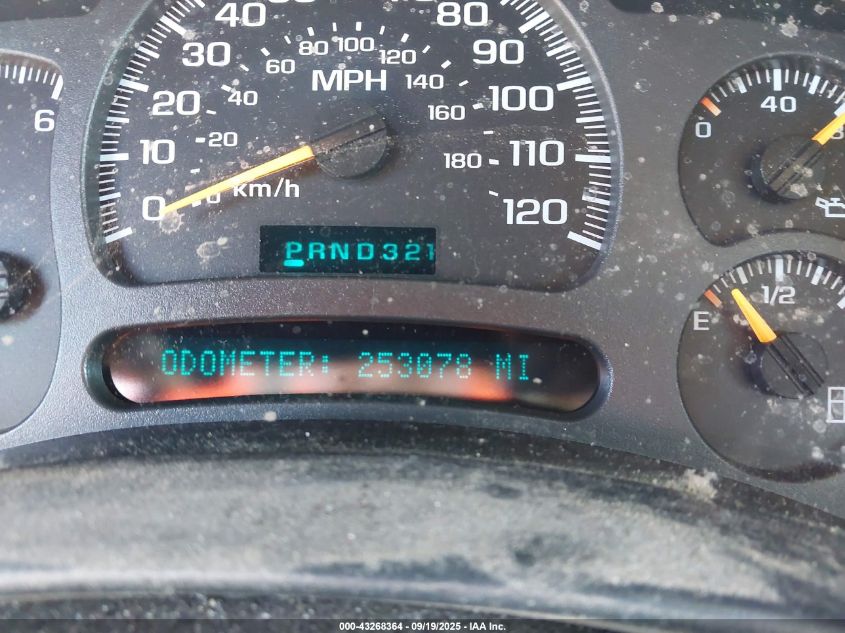 40 80
30 80 100 120 90
60 MPH 140
20 40 160 100
6
10 20 180 110
0 0 km/h 120
PRND321
0 40
E 1/2
ODOMETER: 253078 MI
000-43268364 - 09/19/2025 - IAA Inc.